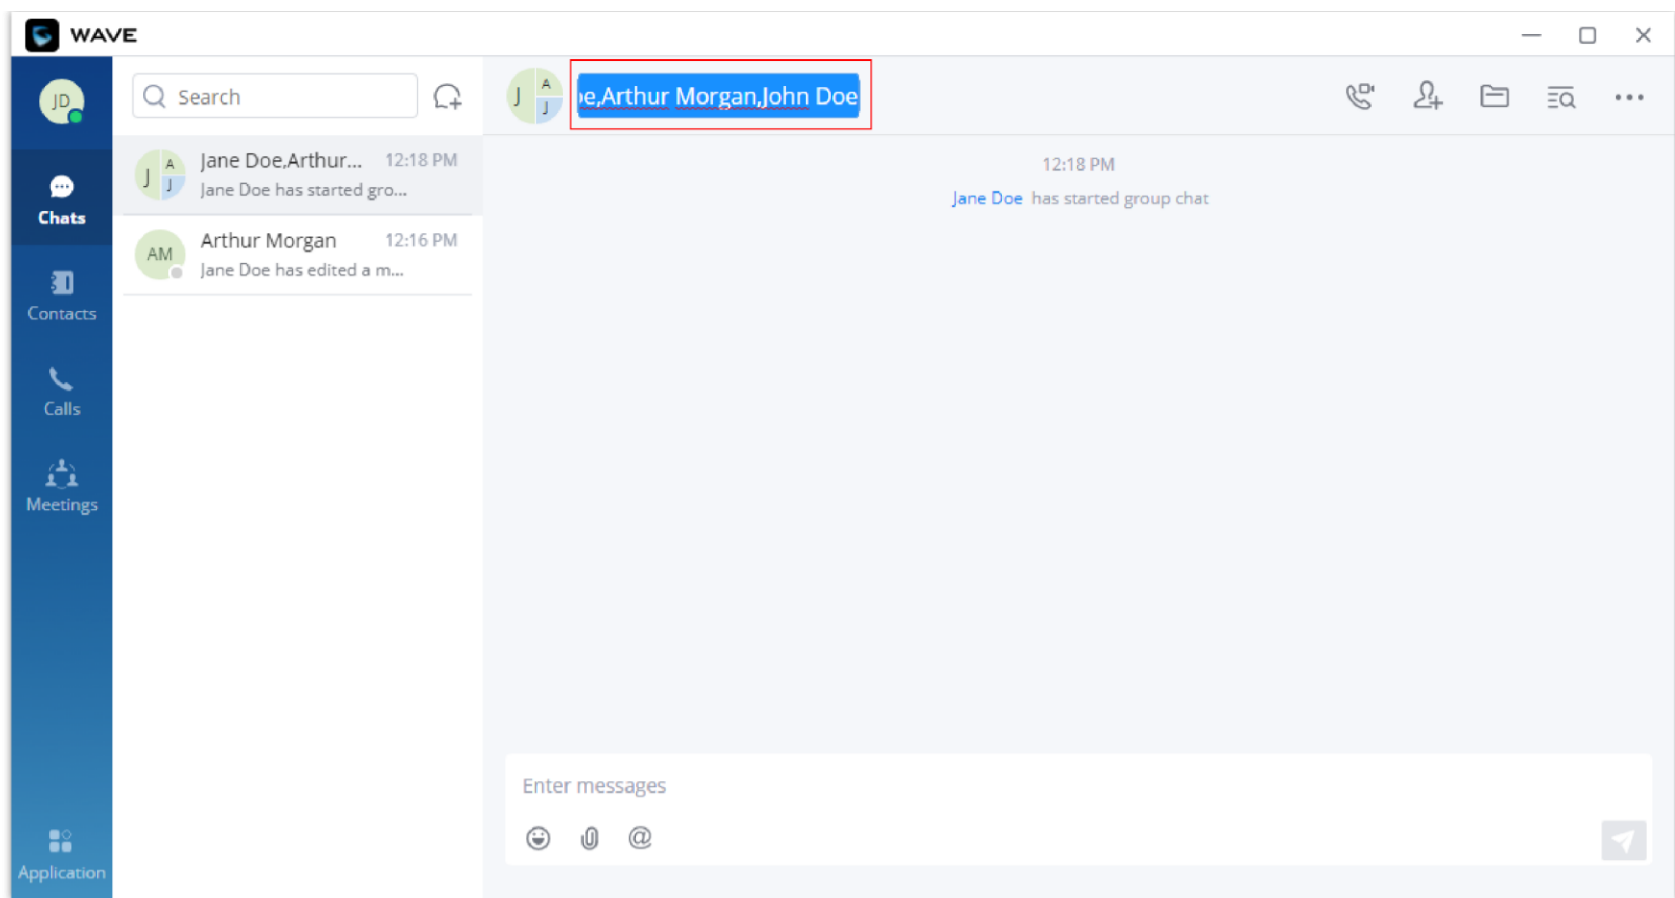 WAVE
JD
Search
J A J
oe,Arthur Morgan,John Doe
J A J
Jane Doe,Arthur... 12:18 PM
Jane Doe has started gro...
AM
Arthur Morgan 12:16 PM
Jane Doe has edited a m...
Chats
Contacts
Calls
Meetings
Application
12:18 PM
Jane Doe has started group chat
Enter messages
@